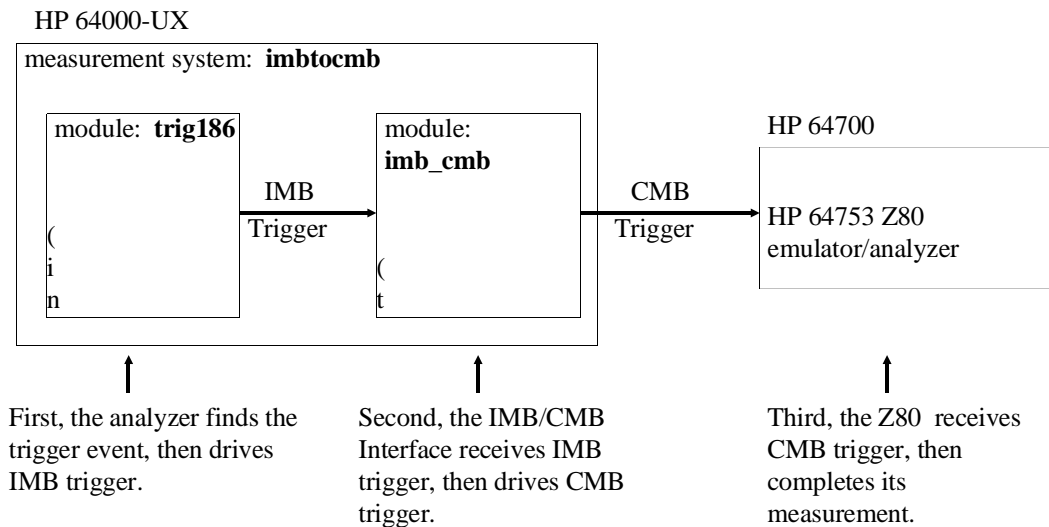 HP 64000-UX
measurement system: imbtocmb
module: trig186
(
i
n
IMB
Trigger
module:
imb_cmb
(
t
CMB
Trigger
HP 64700
HP 64753 Z80
emulator/analyzer
First, the analyzer finds the
trigger event, then drives
IMB trigger.
Second, the IMB/CMB
Interface receives IMB
trigger, then drives CMB
trigger.
Third, the Z80 receives
CMB trigger, then
completes its
measurement.